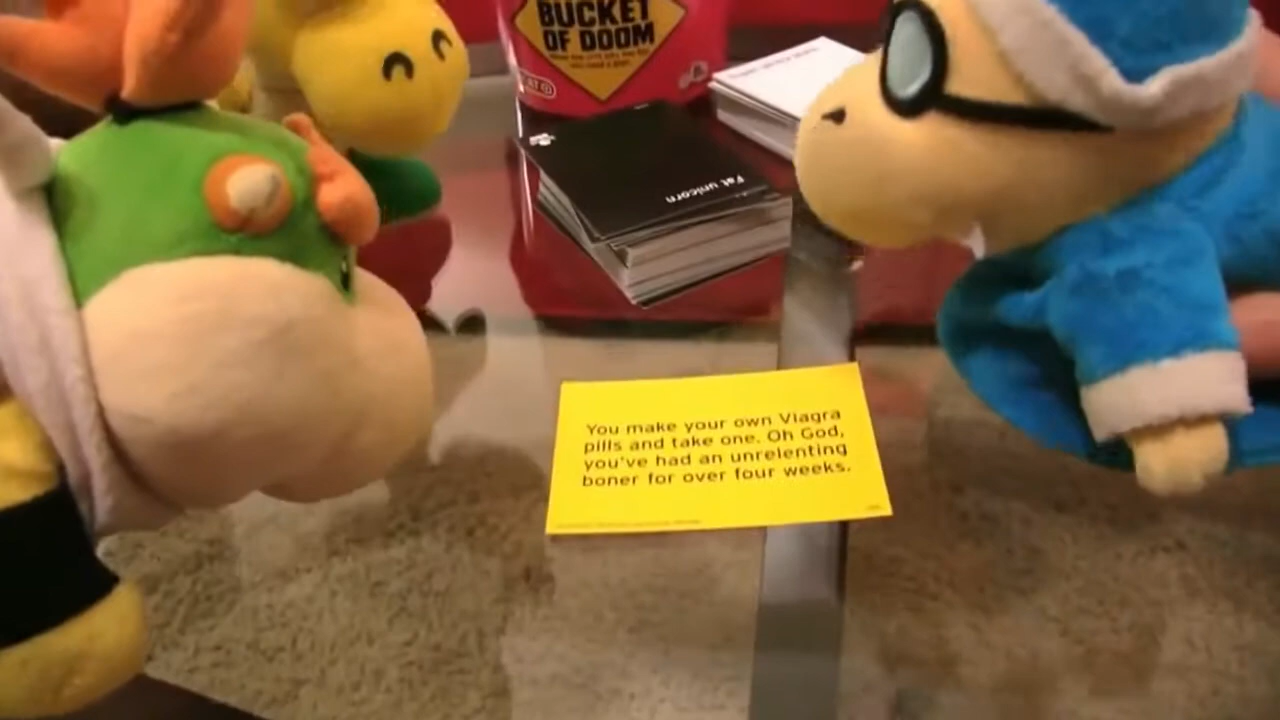 BUCKET
OF DOOM
Fat unicorn
You make your own Viagra
pills and take one. Oh God,
you've had an unrelenting
boner for over four weeks.